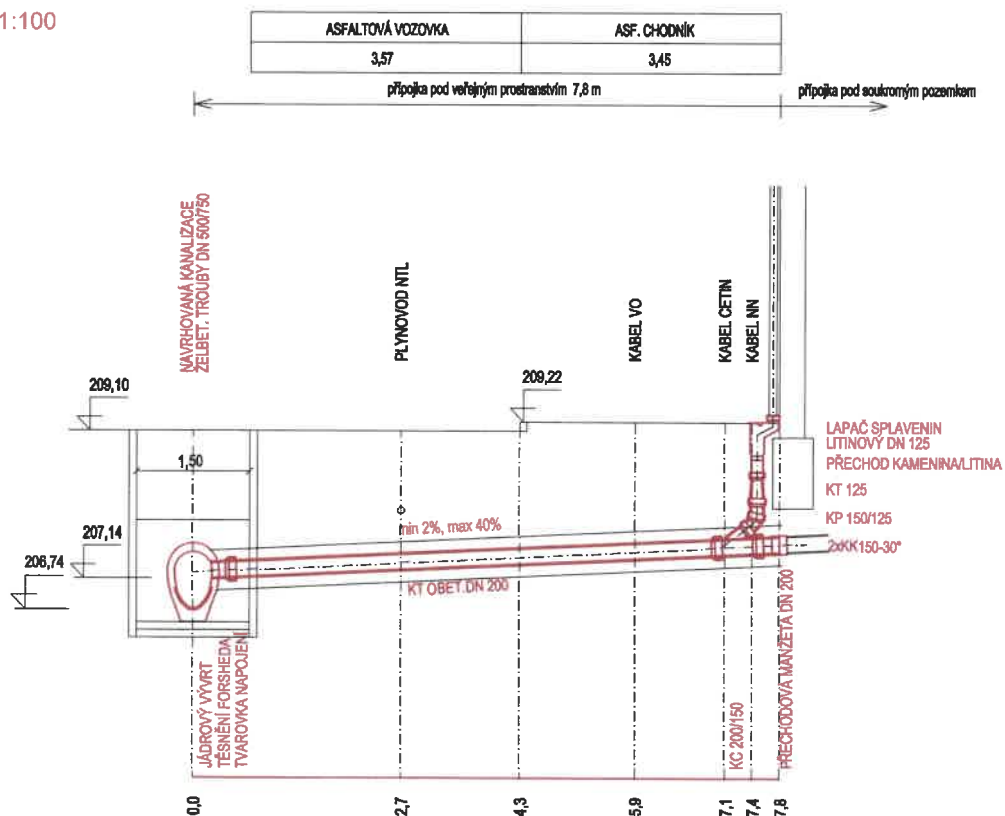 1:100
ASFALTOVÁ VOZOVKA
ASF. CHODNÍK
3,57
3,45
přípojka pod veřejným prostranstvím 7,8 m
přípojka pod soukromým pozemkem
NAVRHOVANÁ KANALIZACE
ŽELBET. TROUBY DN 500/750
PLYNOVOD NTL
KABEL VO
KABEL CETIN
KABEL NN
209,10
209,22
LAPAČ SPLAVENIN
LITINOVÝ DN 125
PŘECHOD KAMENINA/LITINA
1,50
KT 125
KP 150/125
min 2%, max 40%
207,14
2xKK150-30°
206,74
KT OBET.DN 200
JÁDROVÝ VÝVRT
TĚSNĚNÍ FORSHEDA
TVAROVKA NAPOJENÍ
KC 200/150
PŘECHODOVÁ MANŽETA DN 200
0,0
2,7
4,3
5,9
7,1
7,4
7,8